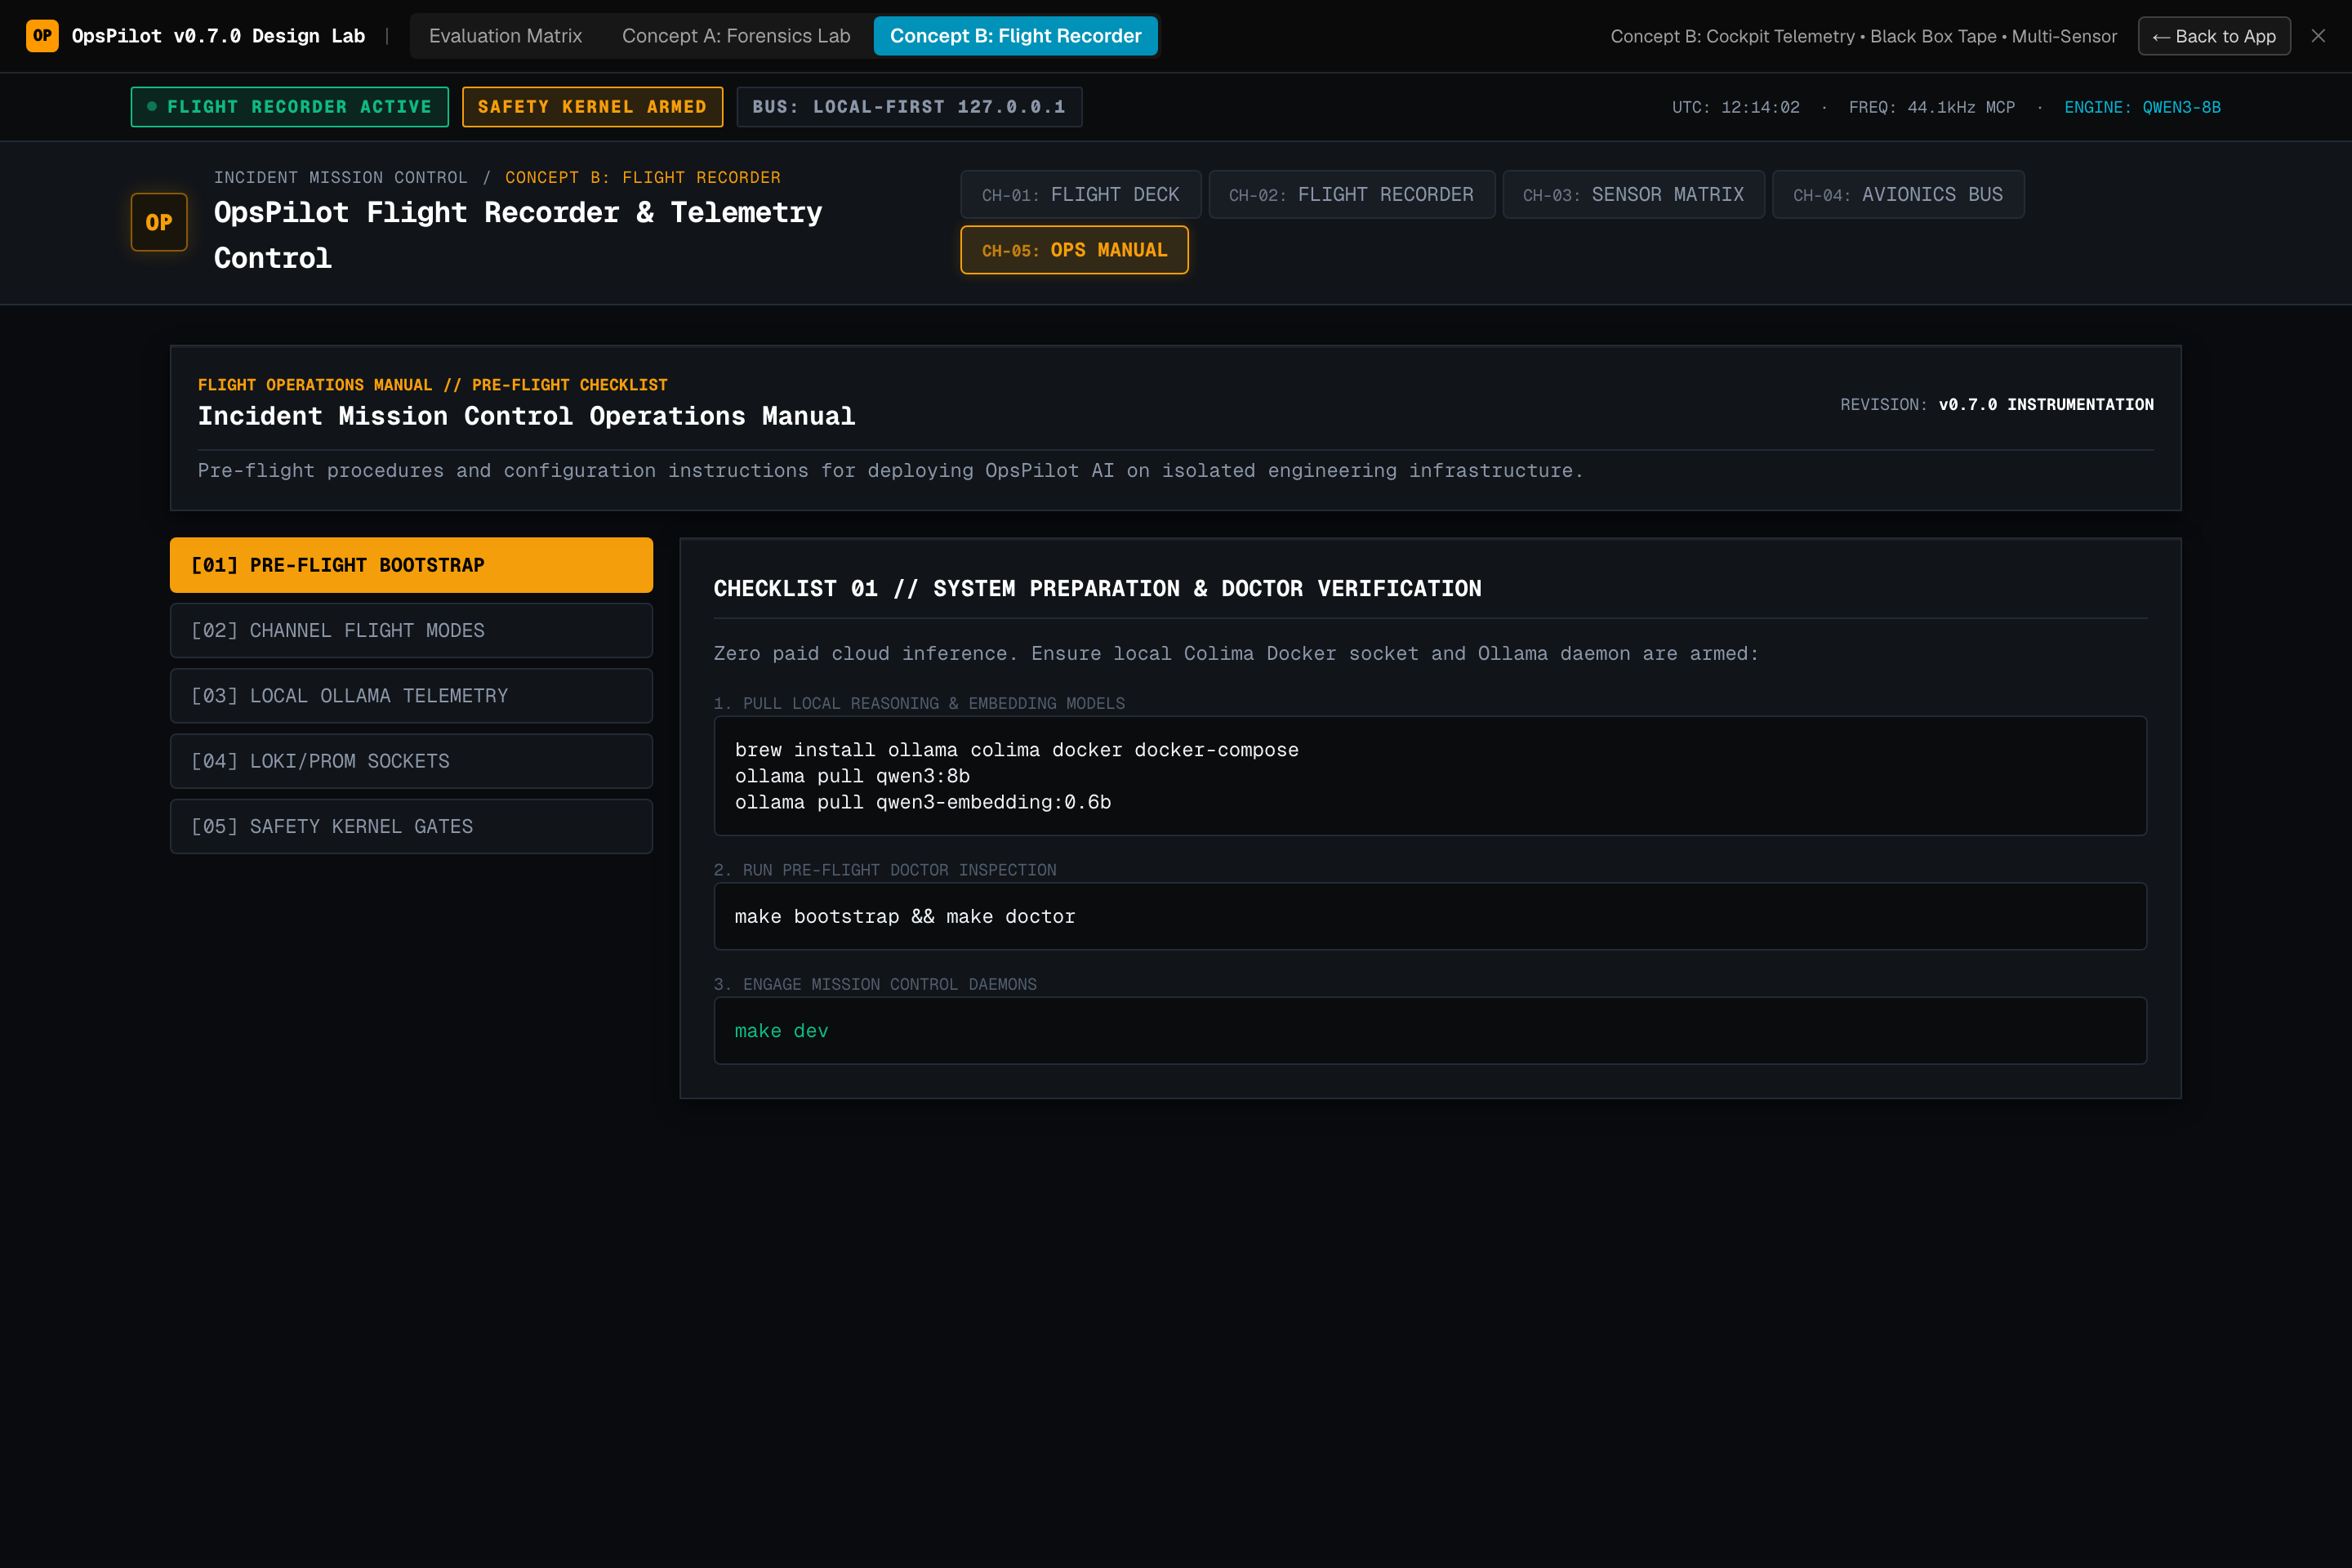 OP OpsPilot v0.7.0 Design Lab | Evaluation Matrix Concept A: Forensics Lab Concept B: Flight Recorder Concept B: Cockpit Telemetry • Black Box Tape • Multi-Sensor ← Back to App ×
FLIGHT RECORDER ACTIVE SAFETY KERNEL ARMED BUS: LOCAL-FIRST 127.0.0.1 UTC: 12:14:02 · FREQ: 44.1kHz MCP · ENGINE: QWEN3-8B
OP
INCIDENT MISSION CONTROL / CONCEPT B: FLIGHT RECORDER
OpsPilot Flight Recorder & Telemetry
Control
CH-01: FLIGHT DECK CH-02: FLIGHT RECORDER CH-03: SENSOR MATRIX CH-04: AVIONICS BUS
CH-05: OPS MANUAL
FLIGHT OPERATIONS MANUAL // PRE-FLIGHT CHECKLIST
Incident Mission Control Operations Manual
REVISION: v0.7.0 INSTRUMENTATION
Pre-flight procedures and configuration instructions for deploying OpsPilot AI on isolated engineering infrastructure.
[01] PRE-FLIGHT BOOTSTRAP
[02] CHANNEL FLIGHT MODES
[03] LOCAL OLLAMA TELEMETRY
[04] LOKI/PROM SOCKETS
[05] SAFETY KERNEL GATES
CHECKLIST 01 // SYSTEM PREPARATION & DOCTOR VERIFICATION
Zero paid cloud inference. Ensure local Colima Docker socket and Ollama daemon are armed:
1. PULL LOCAL REASONING & EMBEDDING MODELS
brew install ollama colima docker docker-compose
ollama pull qwen3:8b
ollama pull qwen3-embedding:0.6b
2. RUN PRE-FLIGHT DOCTOR INSPECTION
make bootstrap && make doctor
3. ENGAGE MISSION CONTROL DAEMONS
make dev